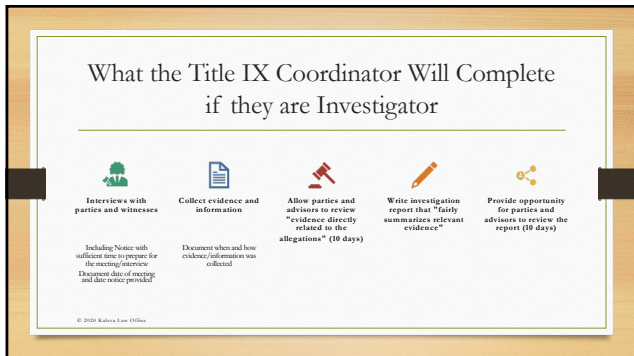 What the Title IX Coordinator Will Complete
if they are Investigator
Interviews with
parties and witnesses
Including Notice with
sufficient time to prepare for
the meeting/interview
Document date of meeting
and date notice provided
Collect evidence and
information
Document when and how
evidence/information was
collected
Allow parties and
advisors to review
"evidence directly
related to the
allegations" (10 days)
Write investigation
report that "fairly
summarizes relevant
evidence"
Provide opportunity
for parties and
advisors to review the
report (10 days)
© 2020 Kaleva Law Office